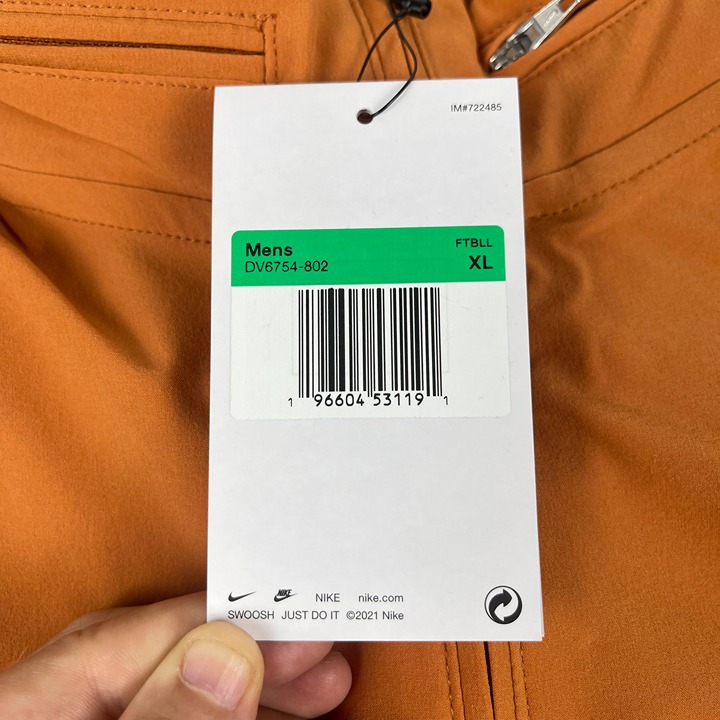 IM#722485
Mens FTBLL
DV6754-802 XL
1 96604 53119 1
NIKE NIKE nike.com
SWOOSH JUST DO IT ©2021 Nike